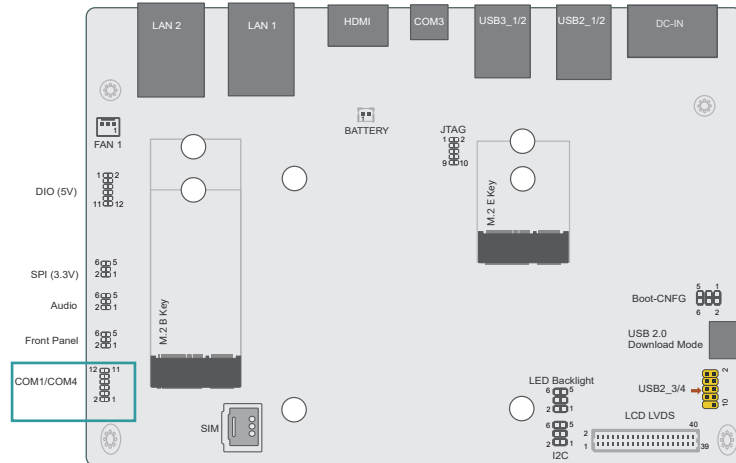 LAN 2
LAN 1
HDMI
COM3
USB3_1/2
USB2_1/2
DC-IN
1
FAN 1
1
BATTERY
JTAG
1 2
9 10
DIO (5V)
1 2
11 12
M.2 E Key
SPI (3.3V)
6 5
2 1
Audio
6 5
2 1
M.2 B Key
Front Panel
6 5
2 1
Boot-CNFG
5 1
6 2
USB 2.0
Download Mode
COM1/COM4
12 11
2 1
LED Backlight
6 5
2 1
USB2_3/4
2
10
SIM
6 5
2 1
I2C
LCD LVDS
40
2
1
39